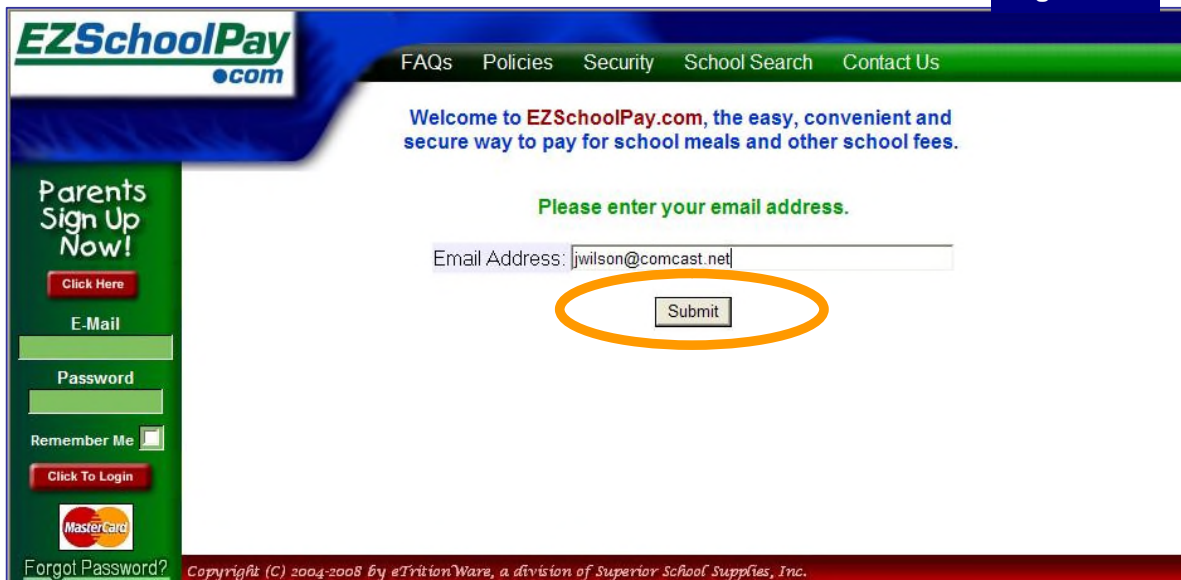 EZSchoolPay
●com
FAQs Policies Security School Search Contact Us
Welcome to EZSchoolPay.com, the easy, convenient and
secure way to pay for school meals and other school fees.
Parents
Sign Up
Now!
Click Here
E-Mail
Password
Remember Me
Click To Login
MasterCard
Forgot Password?
Please enter your email address.
Email Address: jwilson@comcast.net
Submit
Copyright (C) 2004-2008 by eTritionWare, a division of Superior School Supplies, Inc.